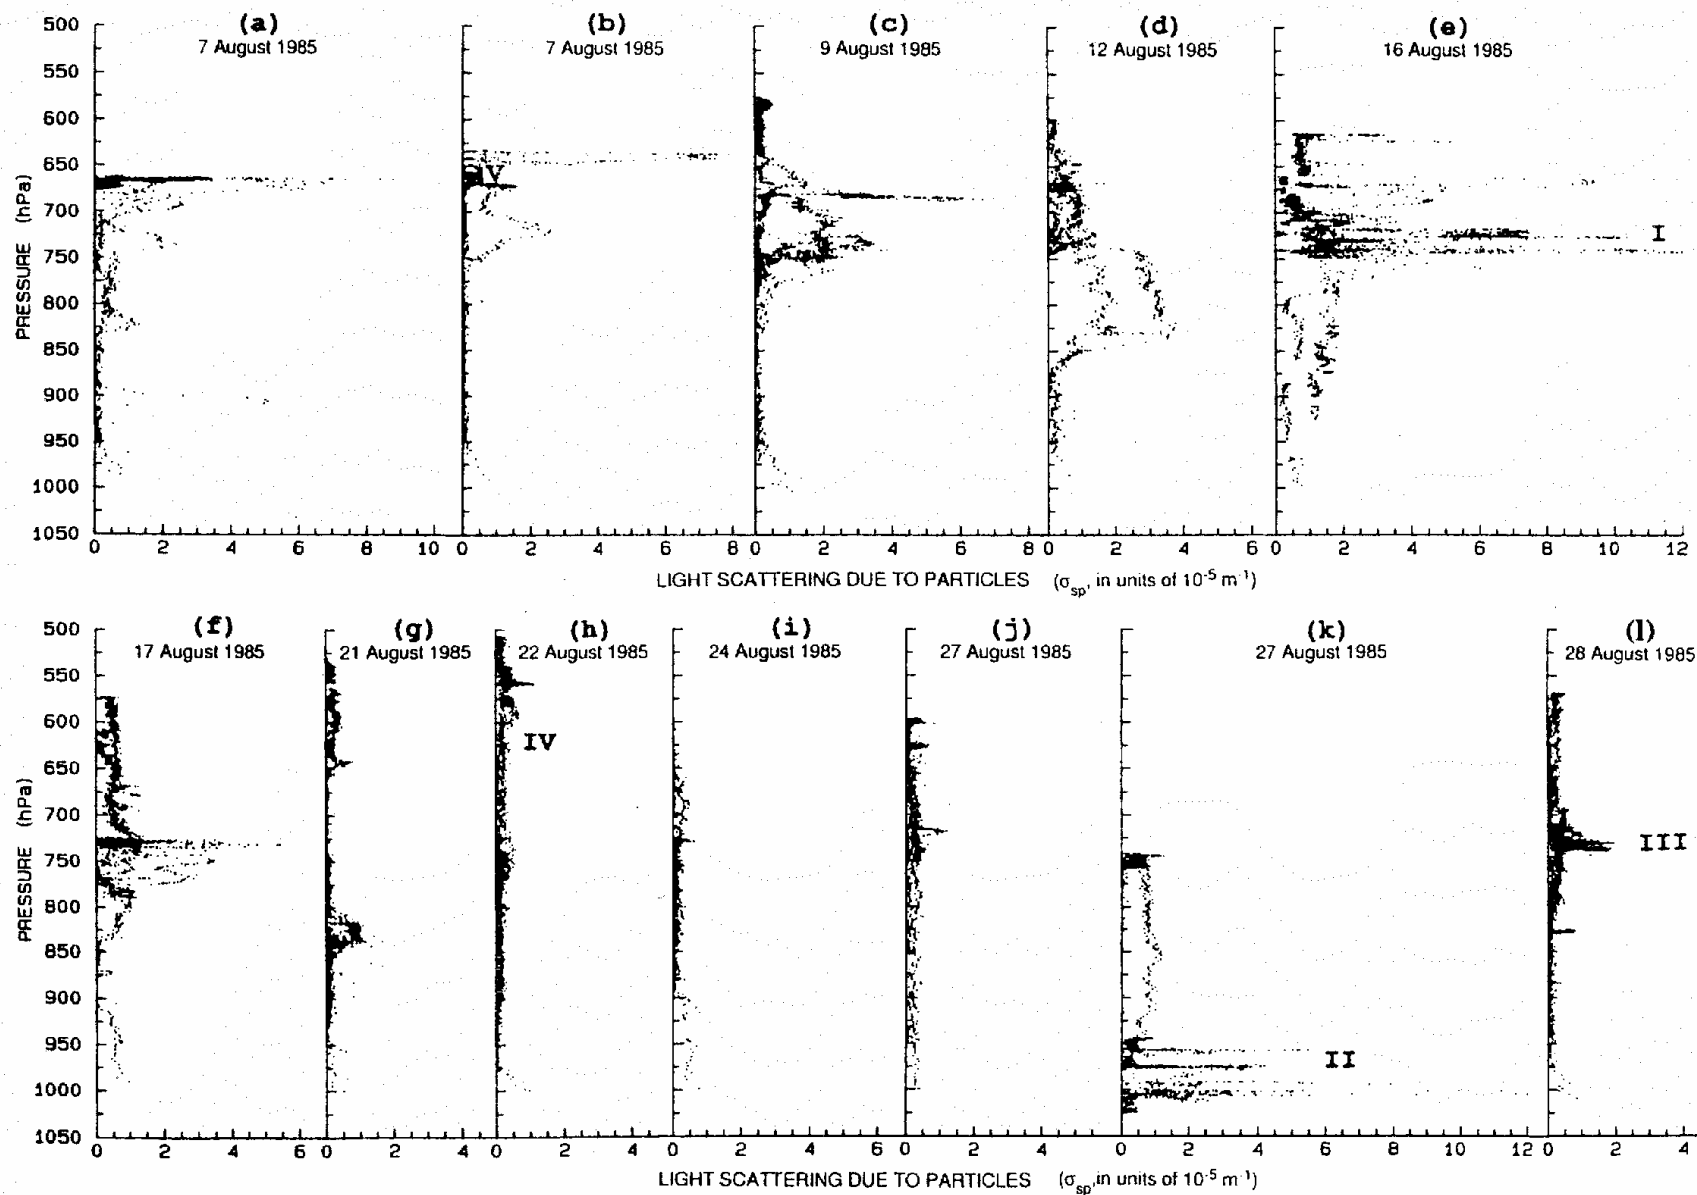 (a) (b) (c) (d) (e)
7 August 1985 7 August 1985 9 August 1985 12 August 1985 16 August 1985
500
550
600
650
700
750
800
850
900
950
1000
1050
PRESSURE (hPa)
IV
I
0 2 4 6 8 10 0 2 4 6 8 0 2 4 6 8 0 2 4 6 0 2 4 6 8 10 12
LIGHT SCATTERING DUE TO PARTICLES (σsp, in units of 10-5 m-1)
(f) (g) (h) (i) (j) (k) (l)
17 August 1985 21 August 1985 22 August 1985 24 August 1985 27 August 1985 27 August 1985 28 August 1985
500
550
600
650
700
750
800
850
900
950
1000
1050
PRESSURE (hPa)
IV
III
II
0 2 4 6 0 2 4 0 2 4 0 2 4 6 0 2 4 6 0 2 4 6 8 10 12 0 2 4
LIGHT SCATTERING DUE TO PARTICLES (σsp, in units of 10-5 m-1)